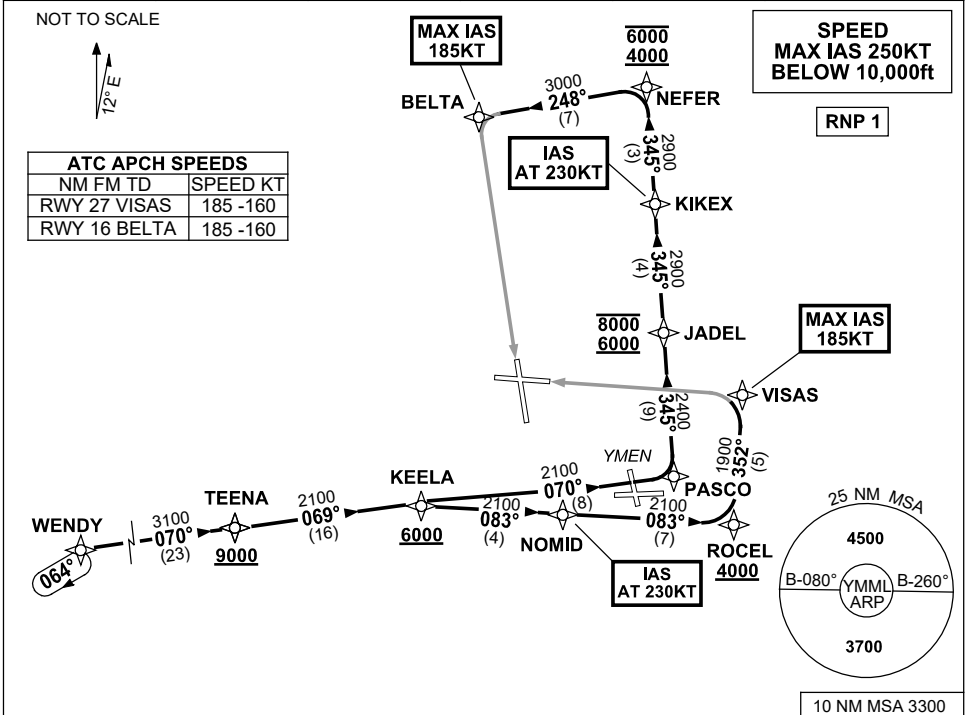 NOT TO SCALE
12° E
ATC APCH SPEEDS
NM FM TD SPEED KT
RWY 27 VISAS 185 -160
RWY 16 BELTA 185 -160
MAX IAS
185KT
BELTA
3000
248°
(7)
6000
4000
NEFER
SPEED
MAX IAS 250KT
BELOW 10,000ft
RNP 1
IAS
AT 230KT
2900
345°
(3)
KIKEX
2900
345°
(4)
8000
6000
JADEL
MAX IAS
185KT
VISAS
2400
345°
(9)
1900
352°
(5)
YMEN
PASCO
KEELA
6000
2100
070°
(8)
TEENA
9000
2100
069°
(16)
WENDY
064°
3100
070°
(23)
2100
083°
(4)
NOMID
2100
083°
(7)
ROCEL
4000
IAS
AT 230KT
25 NM MSA
4500
B-080° YMML B-260°
ARP
3700
10 NM MSA 3300